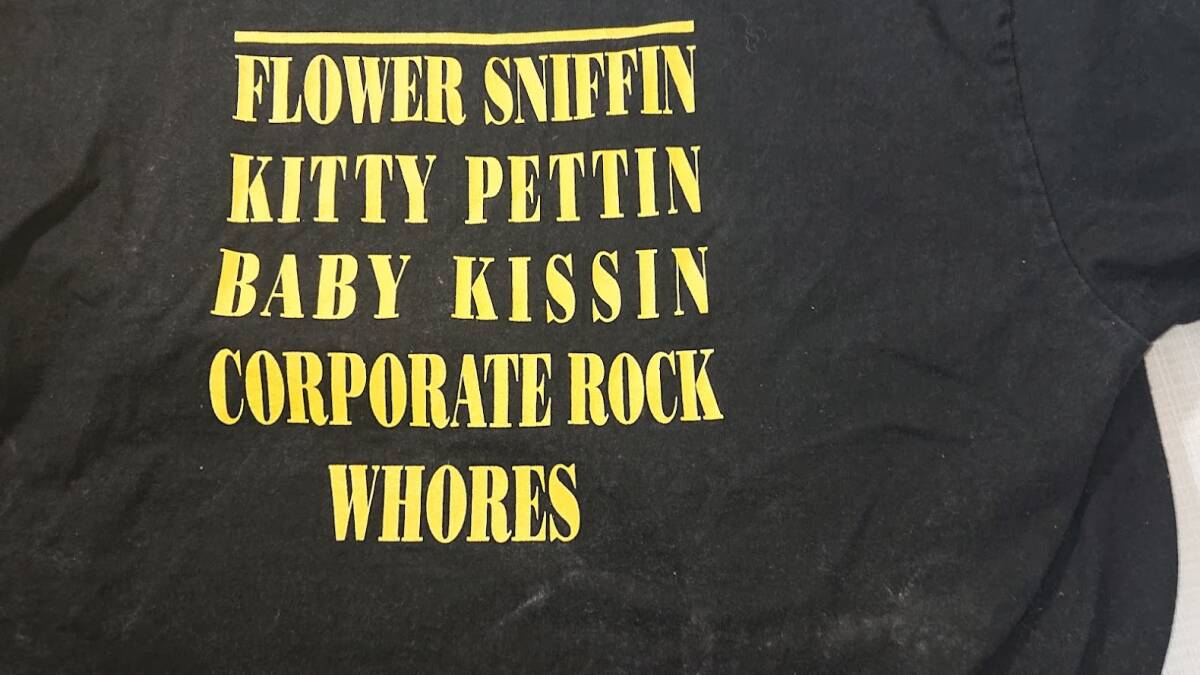 FLOWER SNIFFIN
KITTY PETTIN
BABY KISSIN
CORPORATE ROCK
WHORES